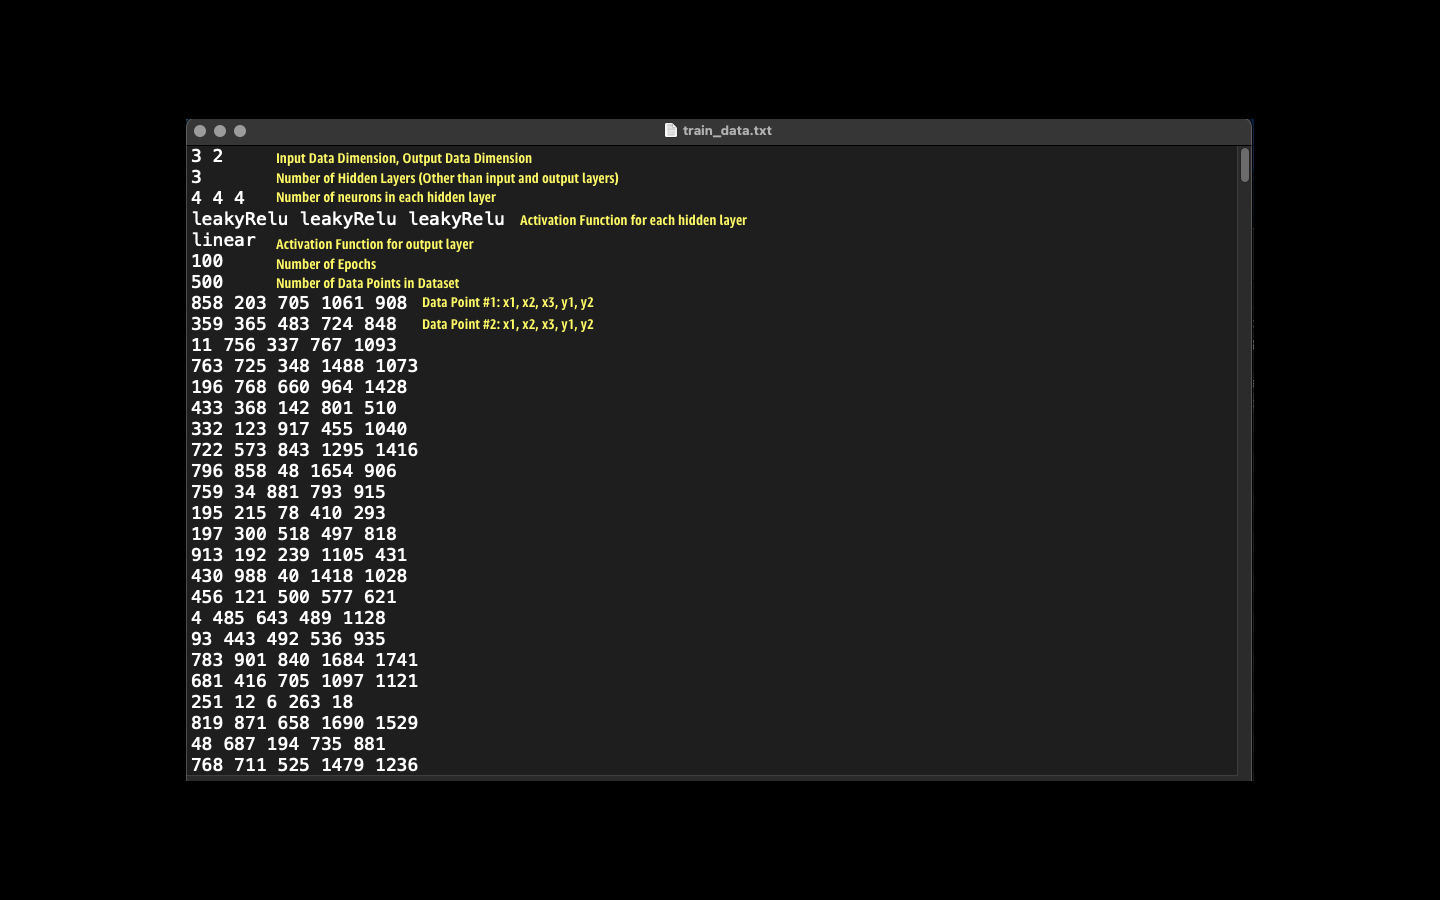 train_data.txt
3 2 Input Data Dimension, Output Data Dimension
3 Number of Hidden Layers (Other than input and output layers)
4 4 4 Number of neurons in each hidden layer
leakyRelu leakyRelu leakyRelu Activation Function for each hidden layer
linear Activation Function for output layer
100 Number of Epochs
500 Number of Data Points in Dataset
858 203 705 1061 908 Data Point #1: x1, x2, x3, y1, y2
359 365 483 724 848 Data Point #2: x1, x2, x3, y1, y2
11 756 337 767 1093
763 725 348 1488 1073
196 768 660 964 1428
433 368 142 801 510
332 123 917 455 1040
722 573 843 1295 1416
796 858 48 1654 906
759 34 881 793 915
195 215 78 410 293
197 300 518 497 818
913 192 239 1105 431
430 988 40 1418 1028
456 121 500 577 621
4 485 643 489 1128
93 443 492 536 935
783 901 840 1684 1741
681 416 705 1097 1121
251 12 6 263 18
819 871 658 1690 1529
48 687 194 735 881
768 711 525 1479 1236